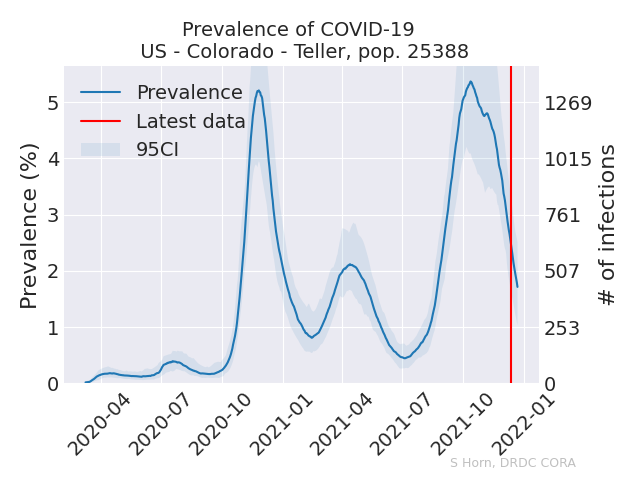 Prevalence of COVID-19
US - Colorado - Teller, pop. 25388
Prevalence
Latest data
95CI
Prevalence (%)
5
4
3
2
1
0
1269
1015
761
507
253
0
# of infections
2020-04
2020-07
2020-10
2021-01
2021-04
2021-07
2021-10
2022-01
S Horn, DRDC CORA